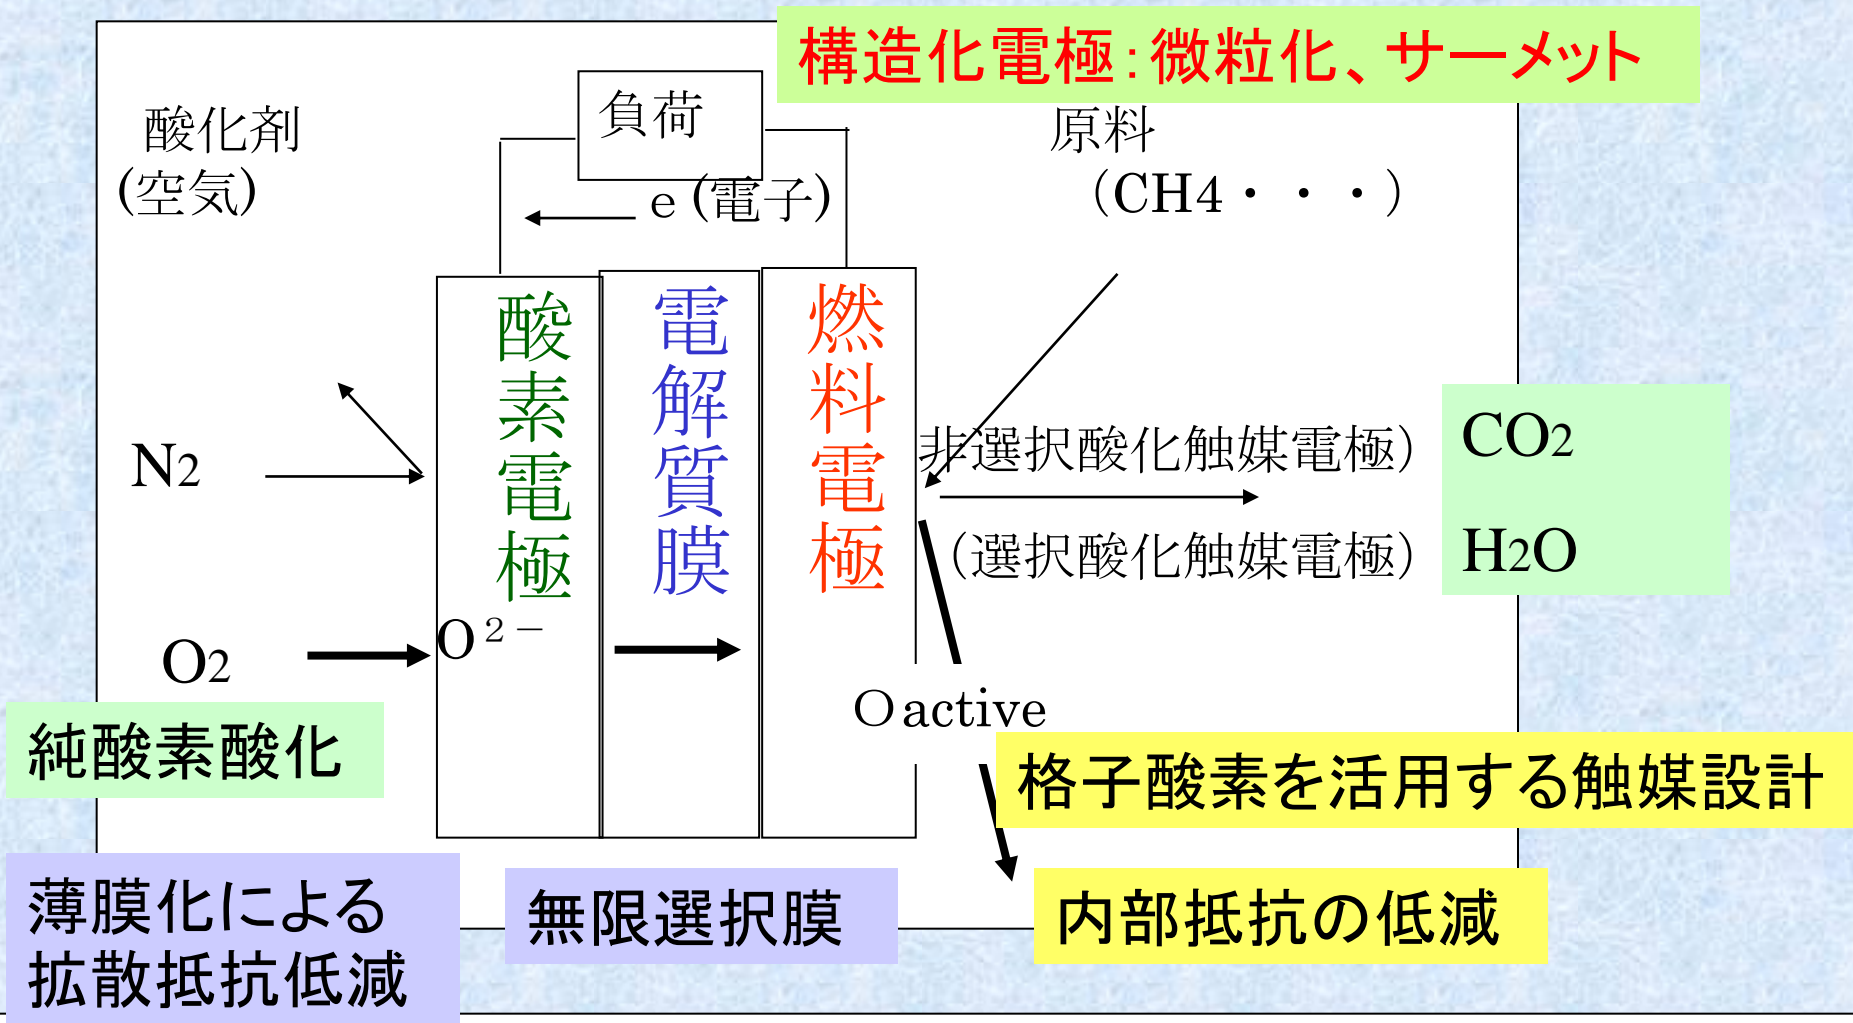 構造化電極：微粒化、サーメット
負荷
酸化剤
(空気)
原料
（CH4・・・）
e (電子)
酸素電極
電解質膜
燃料電極
N2
非選択酸化触媒電極）
CO2
（選択酸化触媒電極）
H2O
O２－
O2
Oactive
純酸素酸化
格子酸素を活用する触媒設計
薄膜化による
拡散抵抗低減
無限選択膜
内部抵抗の低減